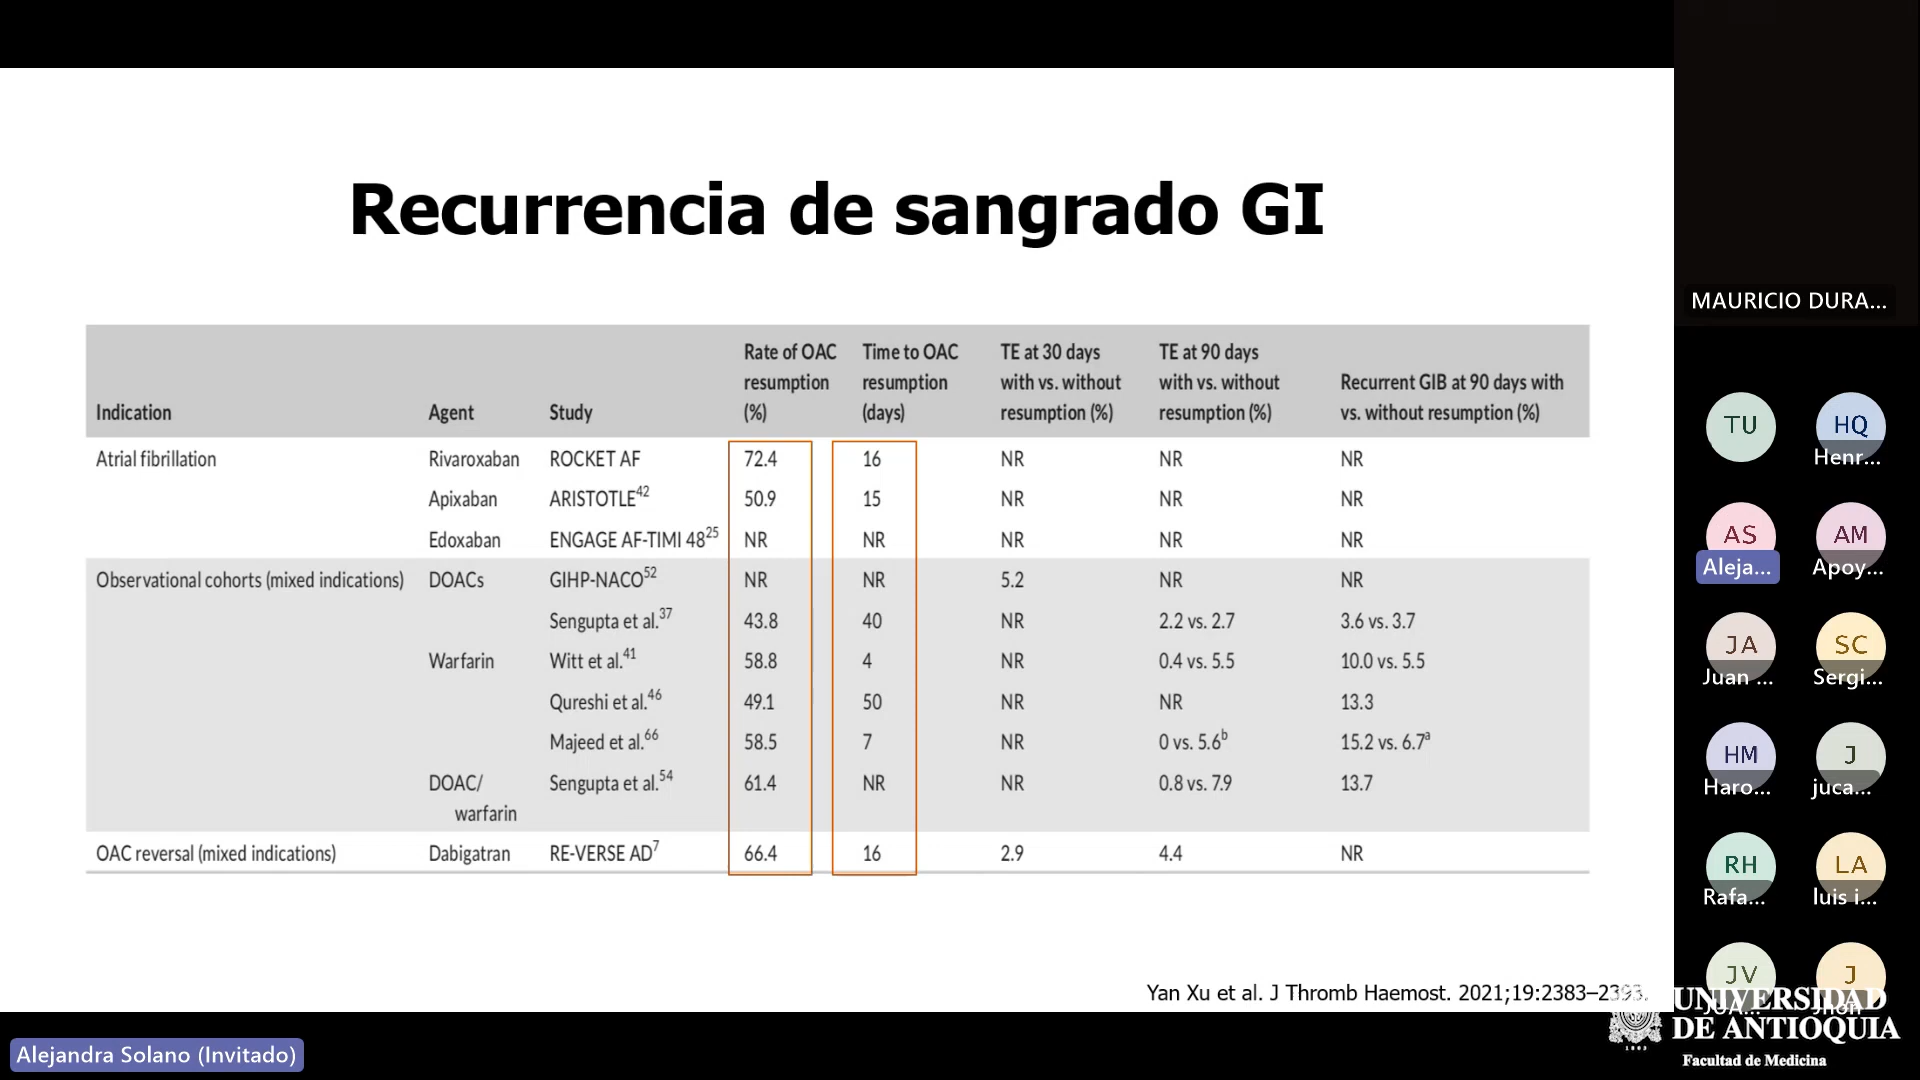 Recurrencia de sangrado GI
Indication Agent Study Rate of OAC resumption (%) Time to OAC resumption (days) TE at 30 days with vs. without resumption (%) TE at 90 days with vs. without resumption (%) Recurrent GIB at 90 days with vs. without resumption (%)
Atrial fibrillation Rivaroxaban ROCKET AF 72.4 16 NR NR NR
Apixaban ARISTOTLE42 50.9 15 NR NR NR
Edoxaban ENGAGE AF-TIMI 4825 NR NR NR NR NR
Observational cohorts (mixed indications) DOACs GIHP-NACO52 NR NR 5.2 NR NR
Sengupta et al.37 43.8 40 NR 2.2 vs. 2.7 3.6 vs. 3.7
Warfarin Witt et al.41 58.8 4 NR 0.4 vs. 5.5 10.0 vs. 5.5
Qureshi et al.46 49.1 50 NR NR 13.3
Majeed et al.66 58.5 7 NR 0 vs. 5.6b 15.2 vs. 6.7a
DOAC/ warfarin Sengupta et al.54 61.4 NR NR 0.8 vs. 7.9 13.7
OAC reversal (mixed indications) Dabigatran RE-VERSE AD7 66.4 16 2.9 4.4 NR
Yan Xu et al. J Thromb Haemost. 2021;19:2383–2393.
Alejandra Solano (Invitado)
MAURICIO DURA...
TU HQ
Henr...
AS AM
Aleja... Apoy...
JA SC
Juan ... Sergi...
HM J
Haro... juca...
RH LA
Rafa... luis i...
JV J
UNIVERSIDAD
DE ANTIOQUIA
1803
Facultad de Medicina